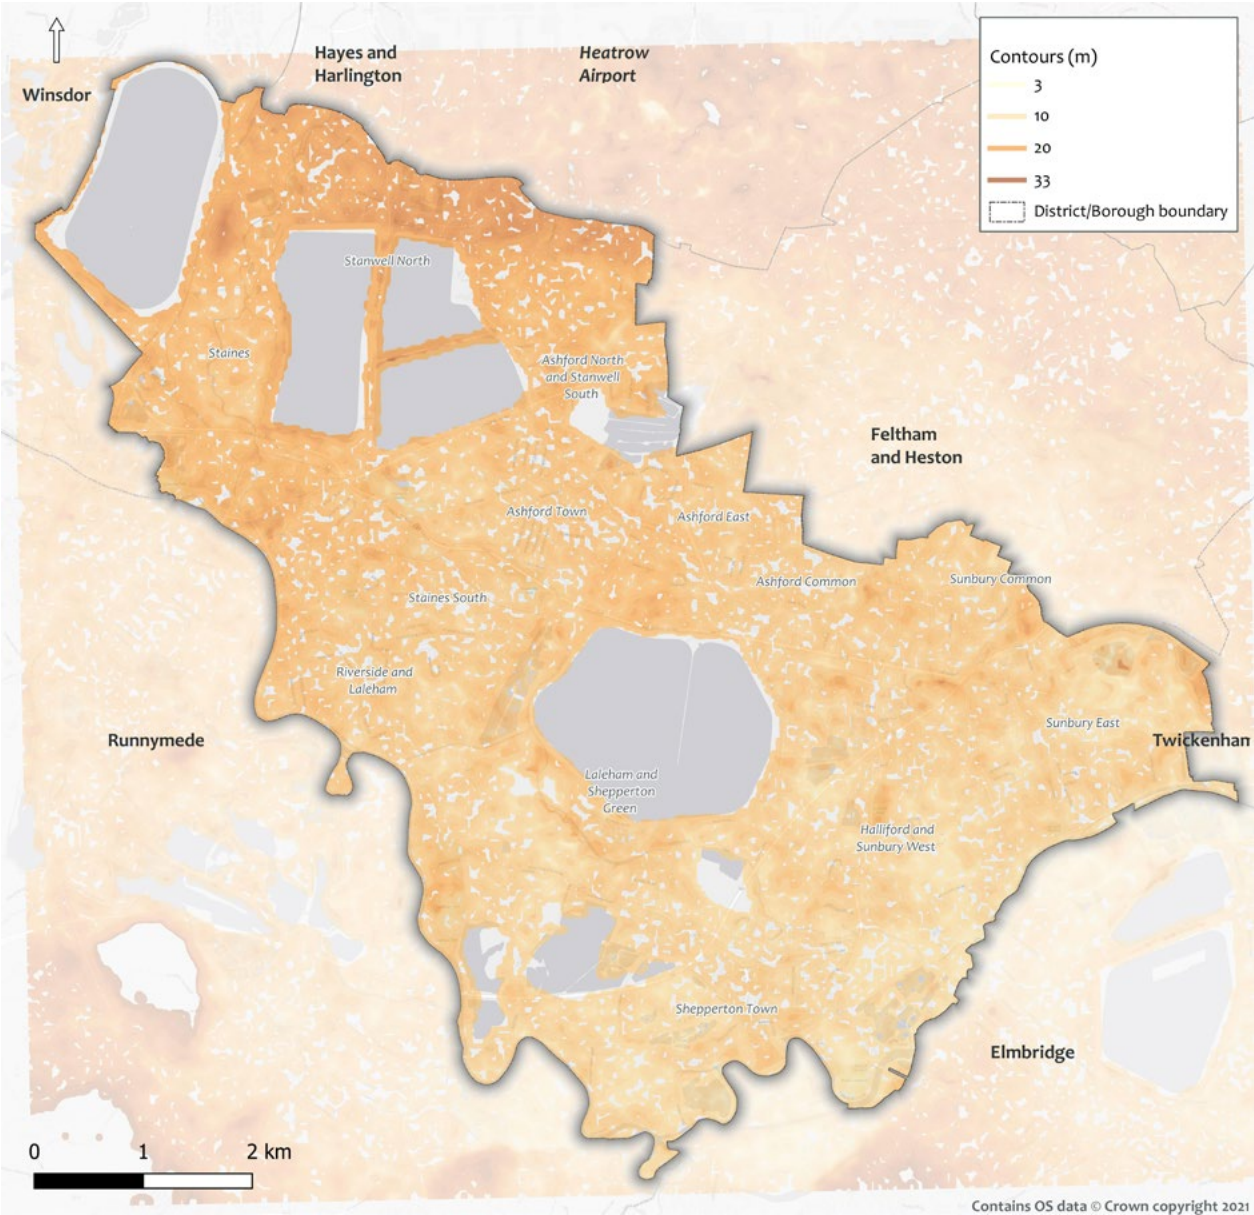 Hayes and
Harlington
Heatrow
Airport
Winsdor
Contours (m)
3
10
20
33
District/Borough boundary
Stanwell North
Staines
Ashford North
and Stanwell
South
Feltham
and Heston
Ashford Town
Ashford East
Ashford Common
Sunbury Common
Staines South
Riverside and
Laleham
Sunbury East
Runnymede
Twickenham
Laleham and
Shepperton
Green
Halliford and
Sunbury West
Shepperton Town
Elmbridge
0 1 2 km
Contains OS data © Crown copyright 2021